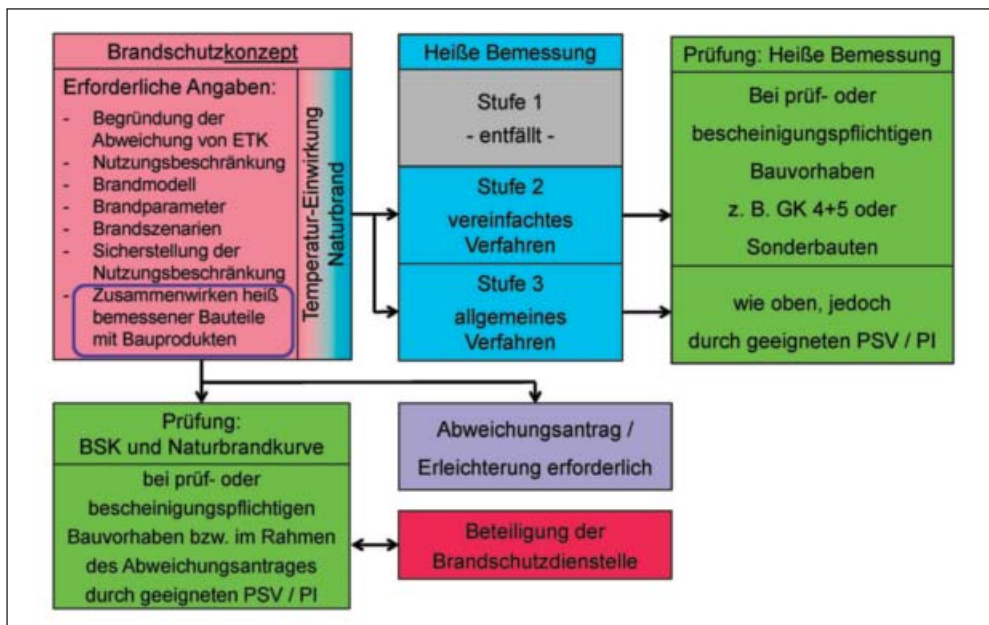 Brandschutzkonzept
Erforderliche Angaben:
- Begründung der
Abweichung von ETK
- Nutzungsbeschränkung
- Brandmodell
- Brandparameter
- Brandszenarien
- Sicherstellung der
Nutzungsbeschränkung
- Zusammenwirken heiß
bemessener Bauteile
mit Bauprodukten
Temperatur-Einwirkung
Naturbrand
Heiße Bemessung
Stufe 1
- entfällt -
Stufe 2
vereinfachtes
Verfahren
Stufe 3
allgemeines
Verfahren
Prüfung: Heiße Bemessung
Bei prüf- oder
bescheinigungspflichtigen
Bauvorhaben
z. B. GK 4+5 oder
Sonderbauten
wie oben, jedoch
durch geeigneten PSV / PI
Prüfung:
BSK und Naturbrandkurve
bei prüf- oder
bescheinigungspflichtigen
Bauvorhaben bzw. im Rahmen
des Abweichungsantrages
durch geeigneten PSV / PI
Abweichungsantrag /
Erleichterung erforderlich
Beteiligung der
Brandschutzdienstelle